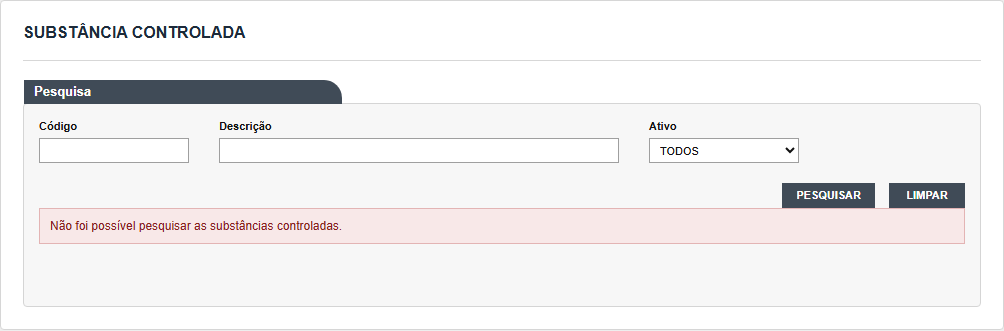 SUBSTÂNCIA CONTROLADA
Pesquisa
Código Descrição Ativo
TODOS
PESQUISAR LIMPAR
Não foi possível pesquisar as substâncias controladas.